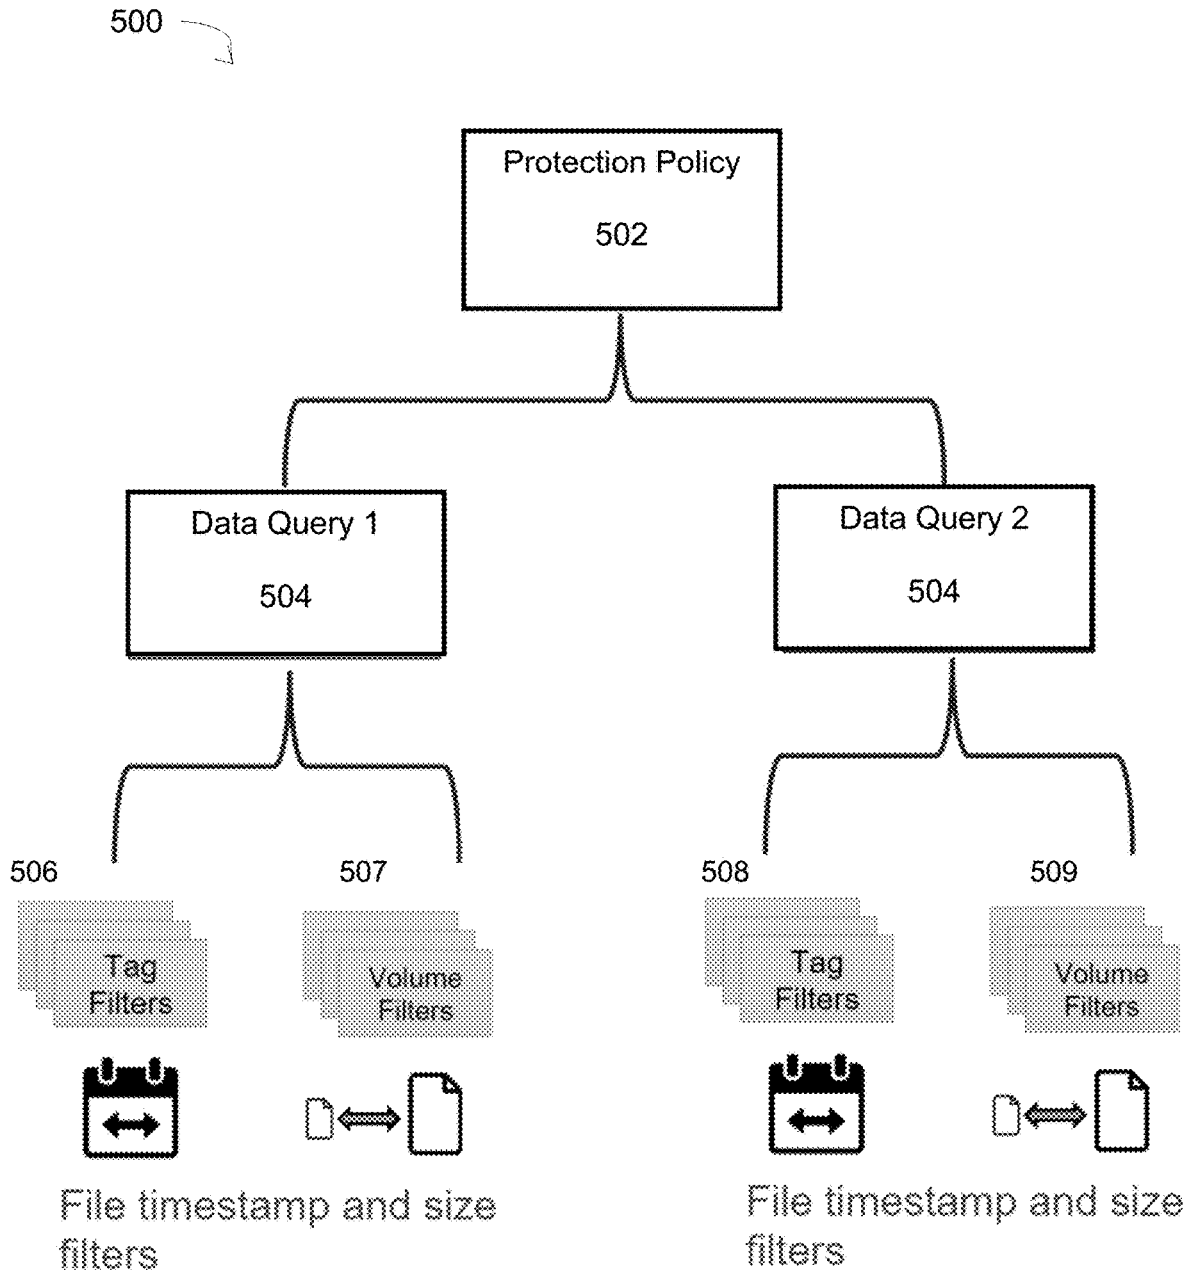 500
Protection Policy
502
Data Query 1
504
Data Query 2
504
506
507
508
509
Tag
Filters
Volume
Filters
Tag
Filters
Volume
Filters
File timestamp and size
filters
File timestamp and size
filters